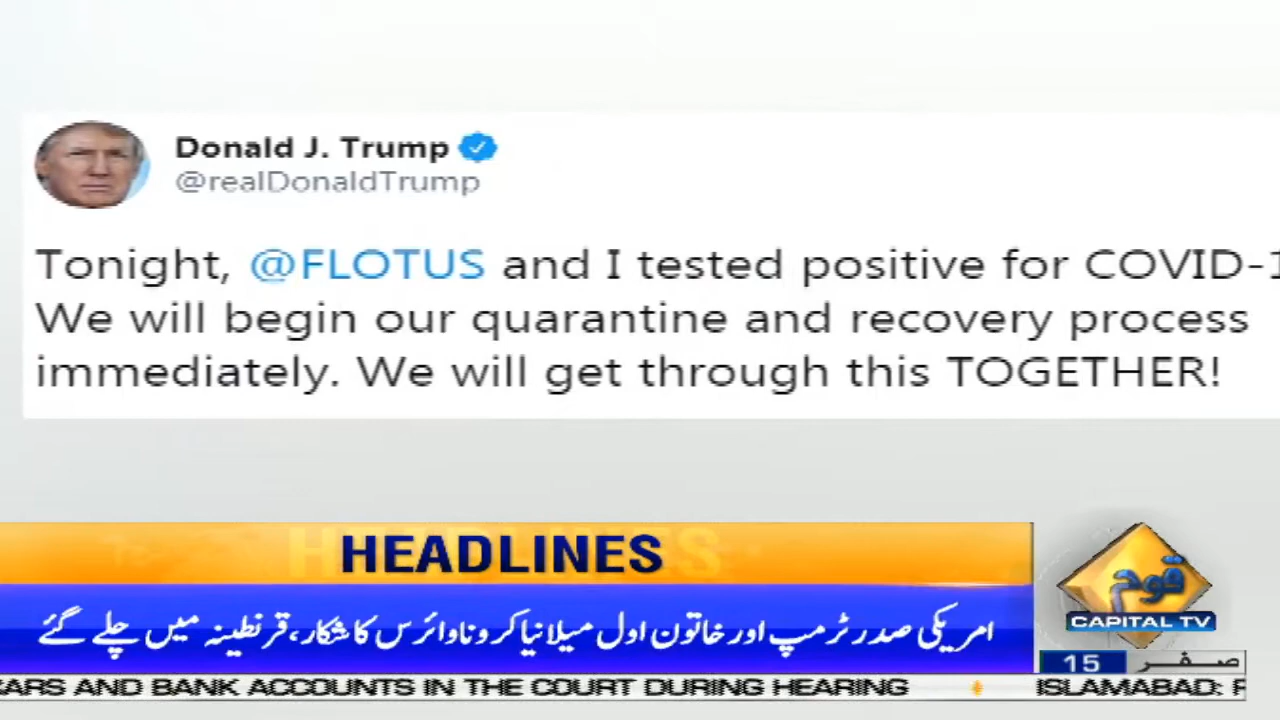 Donald J. Trump
@realDonaldTrump
Tonight, @FLOTUS and I tested positive for COVID-1
We will begin our quarantine and recovery process
immediately. We will get through this TOGETHER!
HEADLINES
امریکی صدر ٹرمپ اور خاتون اول میلانیا کرونا وائرس کا شکار، قرنطینہ میں چلے گئے
قوم
CAPITAL TV
15 صفر
ARS AND BANK ACCOUNTS IN THE COURT DURING HEARING ISLAMABAD: